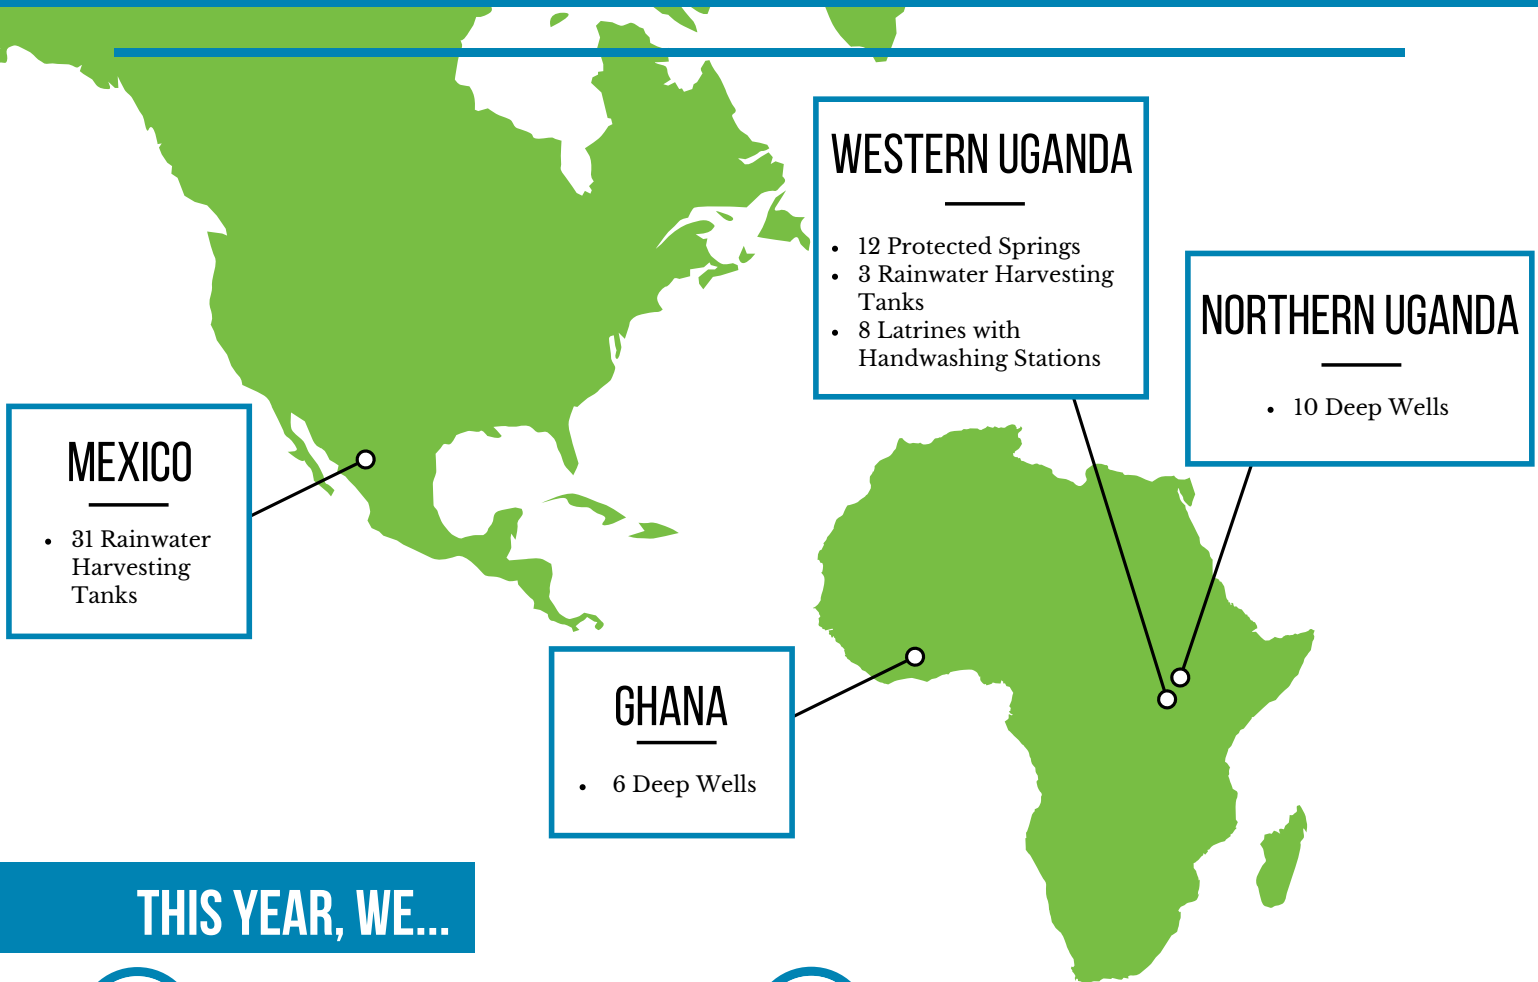 WESTERN UGANDA
• 12 Protected Springs
• 3 Rainwater Harvesting
Tanks
• 8 Latrines with
Handwashing Stations
NORTHERN UGANDA
• 10 Deep Wells
MEXICO
• 31 Rainwater
Harvesting
Tanks
GHANA
• 6 Deep Wells
THIS YEAR, WE...